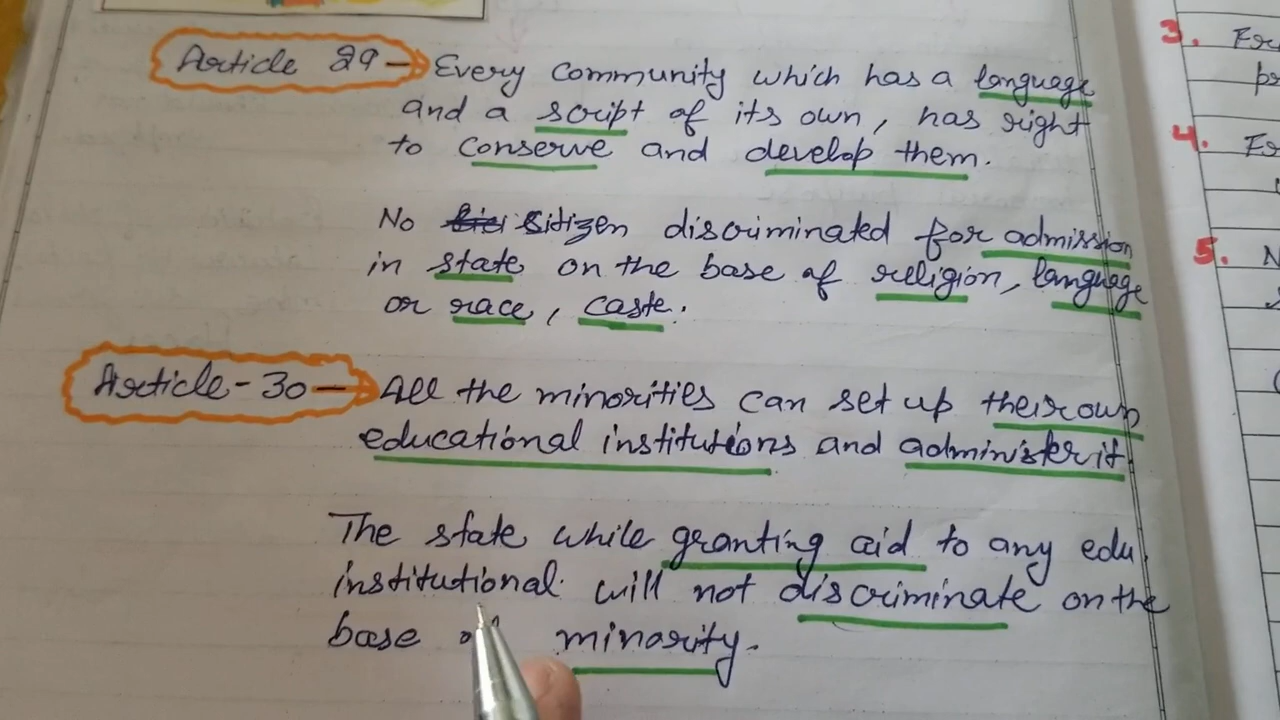 Article 29 → Every community which has a language
and a script of its own, has right
to conserve and develop them.
No citizen discriminated for admission
in state on the base of religion, language
or race, caste.
Article - 30 → All the minorities can set up their own
educational institutions and administer it
The state while granting aid to any edu.
institutional will not discriminate on the
base minority.
3.
4.
5.